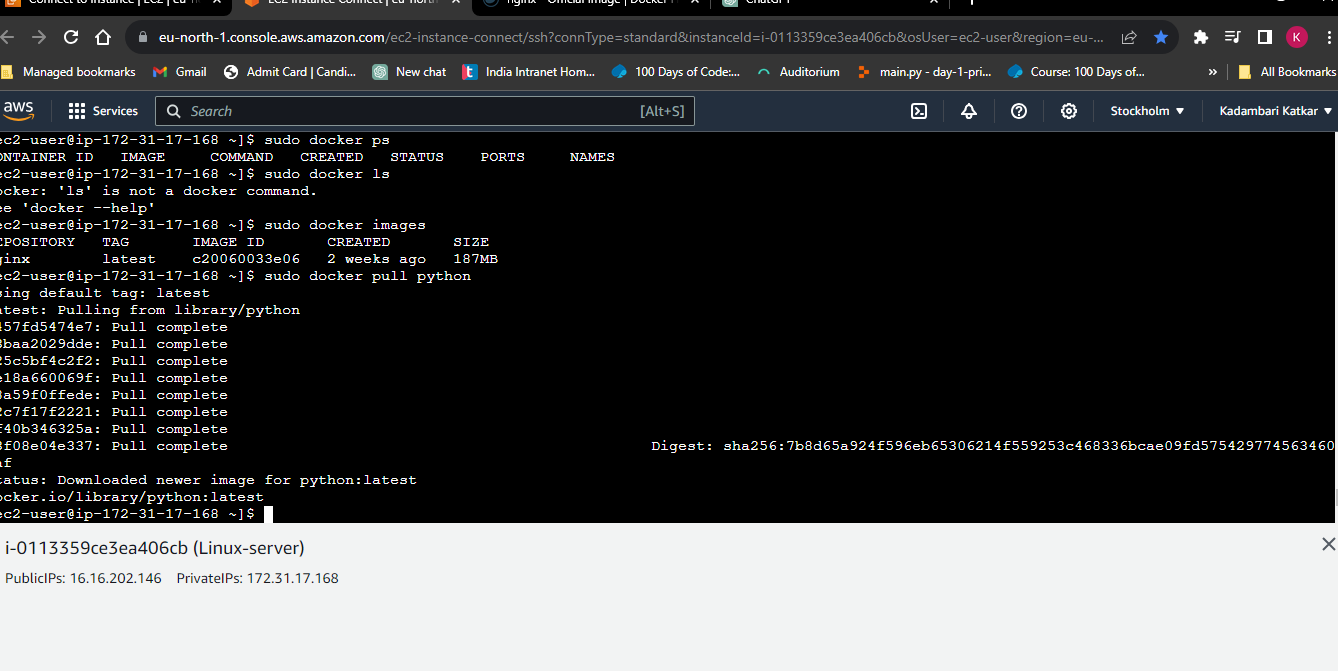 Connect to instance | EC2 | eu-n
EC2 Instance Connect | eu-north
nginx - Official Image | Docker
ChatGPT
eu-north-1.console.aws.amazon.com/ec2-instance-connect/ssh?connType=standard&instanceId=i-0113359ce3ea406cb&osUser=ec2-user&region=eu-...
K
Managed bookmarks Gmail Admit Card | Candi... New chat India Intranet Hom... 100 Days of Code:... Auditorium main.py - day-1-pri... Course: 100 Days of... » All Bookmarks
aws Services Search [Alt+S] Stockholm Kadambari Katkar
ec2-user@ip-172-31-17-168 ~]$ sudo docker ps
ONTAINER ID IMAGE COMMAND CREATED STATUS PORTS NAMES
ec2-user@ip-172-31-17-168 ~]$ sudo docker ls
ocker: 'ls' is not a docker command.
ee 'docker --help'
ec2-user@ip-172-31-17-168 ~]$ sudo docker images
EPOSITORY TAG IMAGE ID CREATED SIZE
ginx latest c20060033e06 2 weeks ago 187MB
ec2-user@ip-172-31-17-168 ~]$ sudo docker pull python
sing default tag: latest
atest: Pulling from library/python
457fd5474e7: Pull complete
3baa2029dde: Pull complete
25c5bf4c2f2: Pull complete
e18a660069f: Pull complete
3a59f0ffede: Pull complete
2c7f17f2221: Pull complete
f40b346325a: Pull complete
3f08e04e337: Pull complete Digest: sha256:7b8d65a924f596eb65306214f559253c468336bcae09fd575429774563460
af
tatus: Downloaded newer image for python:latest
ocker.io/library/python:latest
ec2-user@ip-172-31-17-168 ~]$
i-0113359ce3ea406cb (Linux-server)
PublicIPs: 16.16.202.146 PrivateIPs: 172.31.17.168